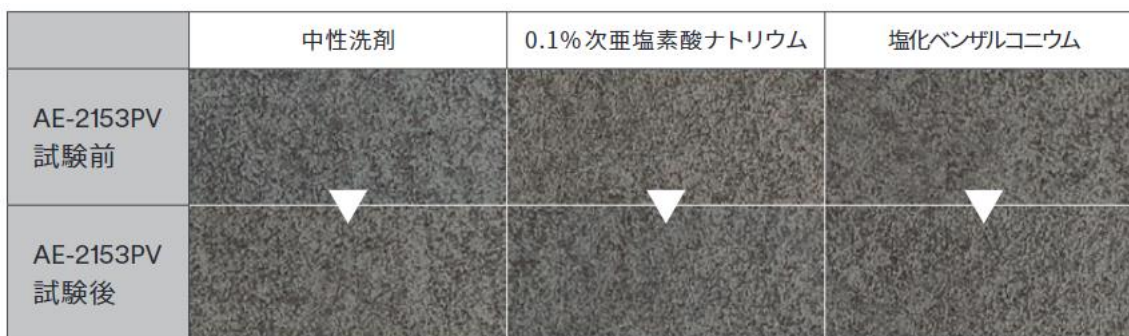 中性洗剤
0.1%次亜塩素酸ナトリウム
塩化ベンザルコニウム
AE-2153PV
試験前
AE-2153PV
試験後